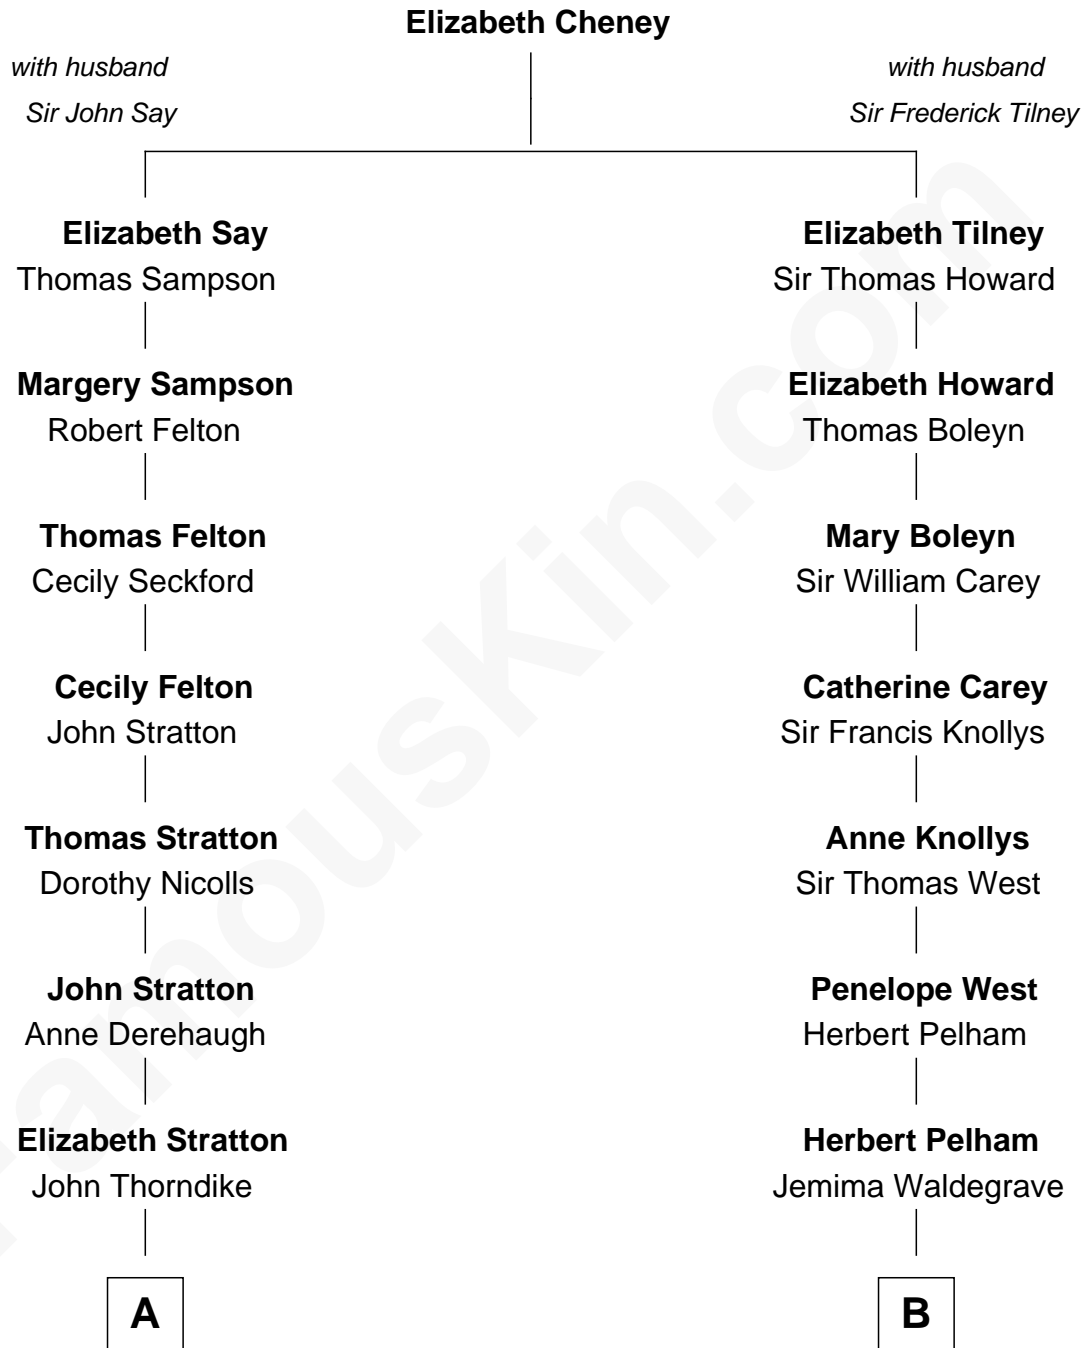 Elizabeth Cheney
with husband
Sir John Say
with husband
Sir Frederick Tilney
Elizabeth Say
Thomas Sampson
Margery Sampson
Robert Felton
Thomas Felton
Cecily Seckford
Cecily Felton
John Stratton
Thomas Stratton
Dorothy Nicolls
John Stratton
Anne Derehaugh
Elizabeth Stratton
John Thorndike
A
Elizabeth Tilney
Sir Thomas Howard
Elizabeth Howard
Thomas Boleyn
Mary Boleyn
Sir William Carey
Catherine Carey
Sir Francis Knollys
Anne Knollys
Sir Thomas West
Penelope West
Herbert Pelham
Herbert Pelham
Jemima Waldegrave
B
FamousKin.com